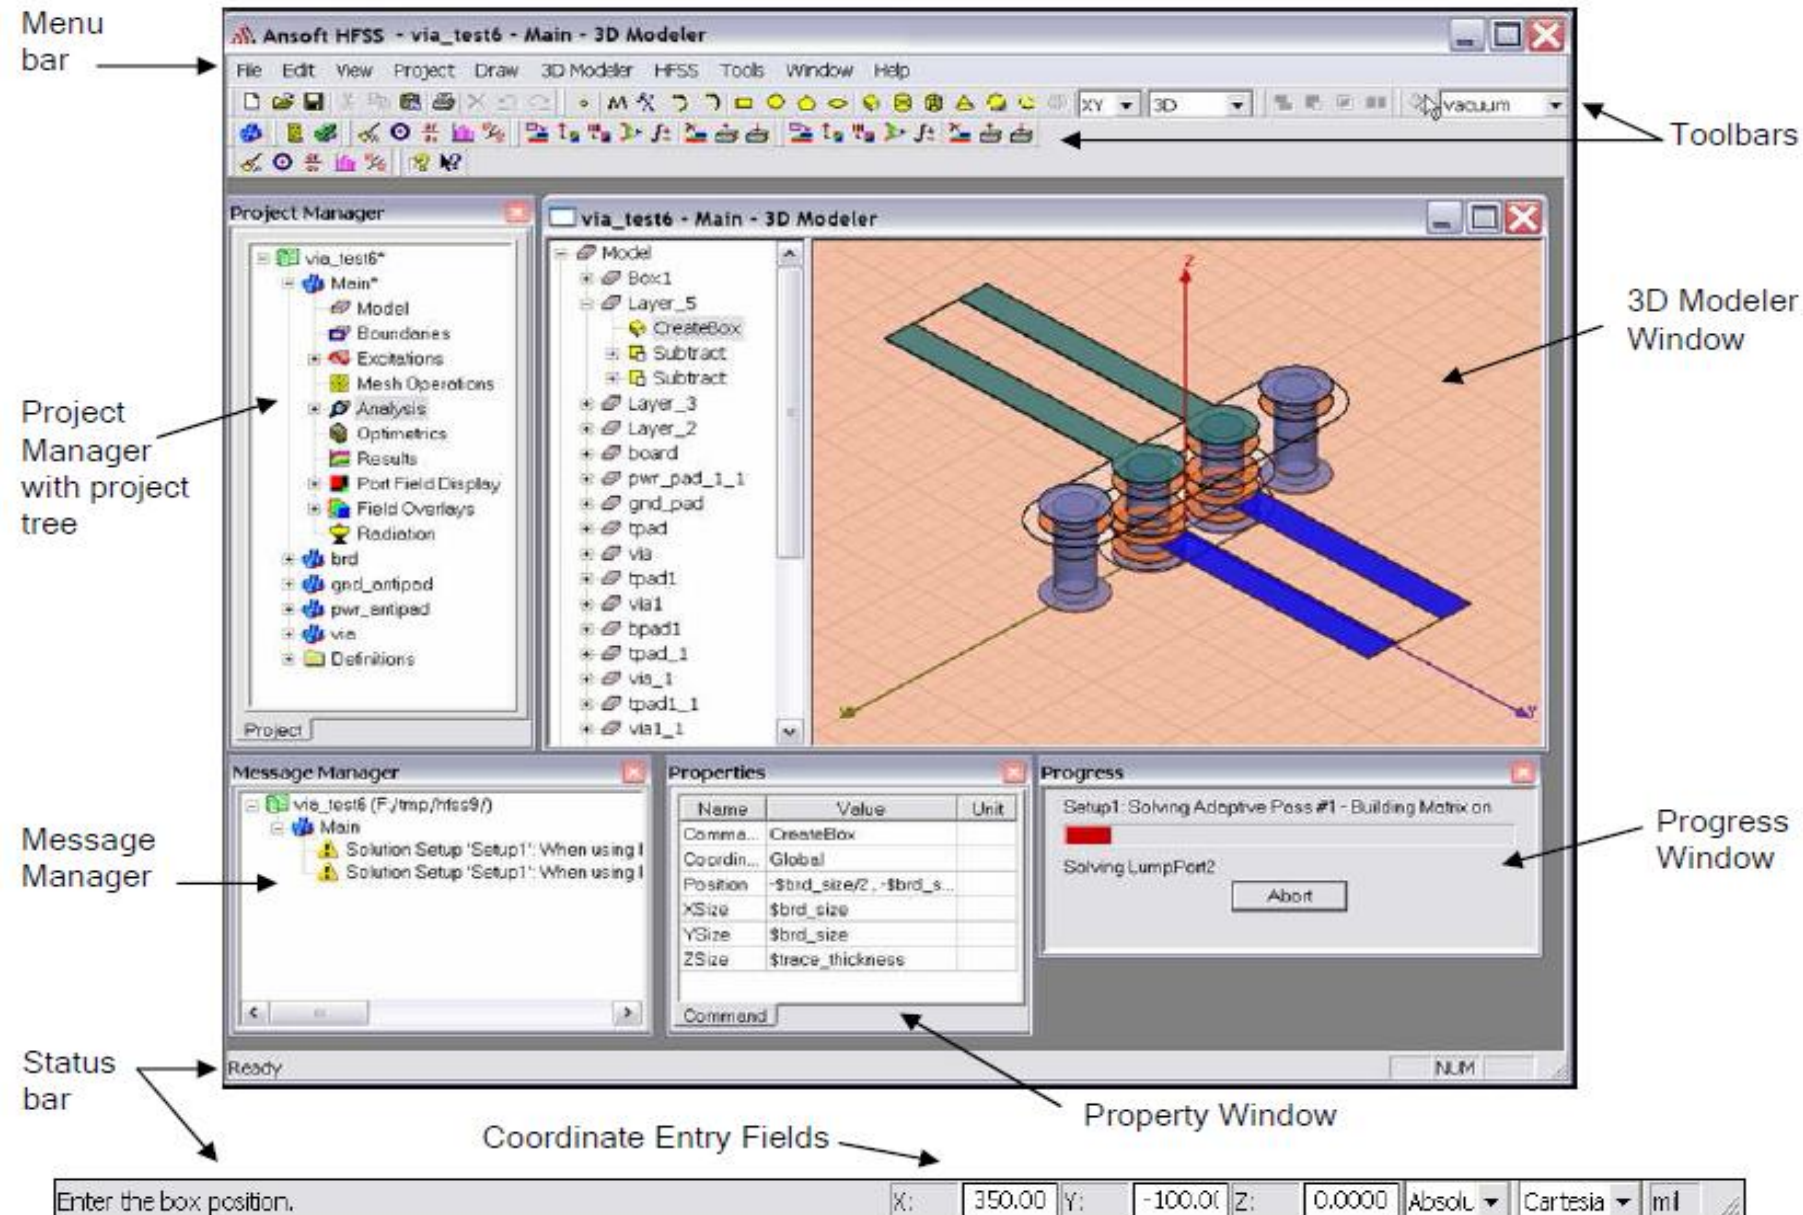 Menu
bar
Ansoft HFSS - via_test6 - Main - 3D Modeler
File Edit View Project Draw 3D Modeler HFSS Tools Window Help
XY 3D vacuum
Toolbars
Project Manager
via_test6*
Main*
Model
Boundaries
Excitations
Mesh Operations
Analysis
Optimetrics
Results
Port Field Display
Field Overlays
Radiation
brd
gnd_antipad
pwr_antipad
via
Definitions
Project
via_test6 - Main - 3D Modeler
Model
Box1
Layer_5
CreateBox
Subtract
Subtract
Layer_3
Layer_2
board
pwr_pad_1_1
gnd_pad
tpad
via
tpad1
via1
bpad1
tpad_1
via_1
tpad1_1
via1_1
Z
Y
3D Modeler
Window
Project
Manager
with project
tree
Message Manager
via_test6 (F:/tmp/hfss9/)
Main
Solution Setup 'Setup1': When using l
Solution Setup 'Setup1': When using l
Message
Manager
Properties
Name Value Unit
Comma... CreateBox
Coordin... Global
Position -$brd_size/2 , -$brd_s...
XSize $brd_size
YSize $brd_size
ZSize $trace_thickness
Command
Progress
Setup1: Solving Adaptive Pass #1 - Building Matrix on
Solving LumpPort2
Abort
Progress
Window
Status
bar
Ready NUM
Property Window
Coordinate Entry Fields
Enter the box position. X: 350.00 Y: -100.0( Z: 0.0000 Absolu Cartesia mil